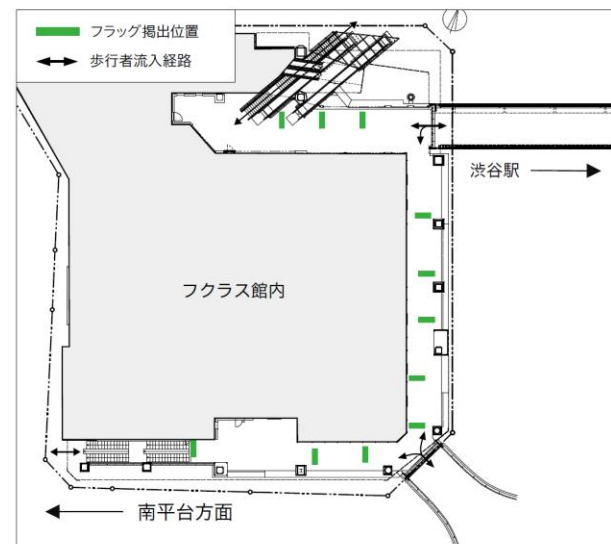 フラッグ掲出位置
歩行者流入経路
渋谷駅
フクラス館内
南平台方面